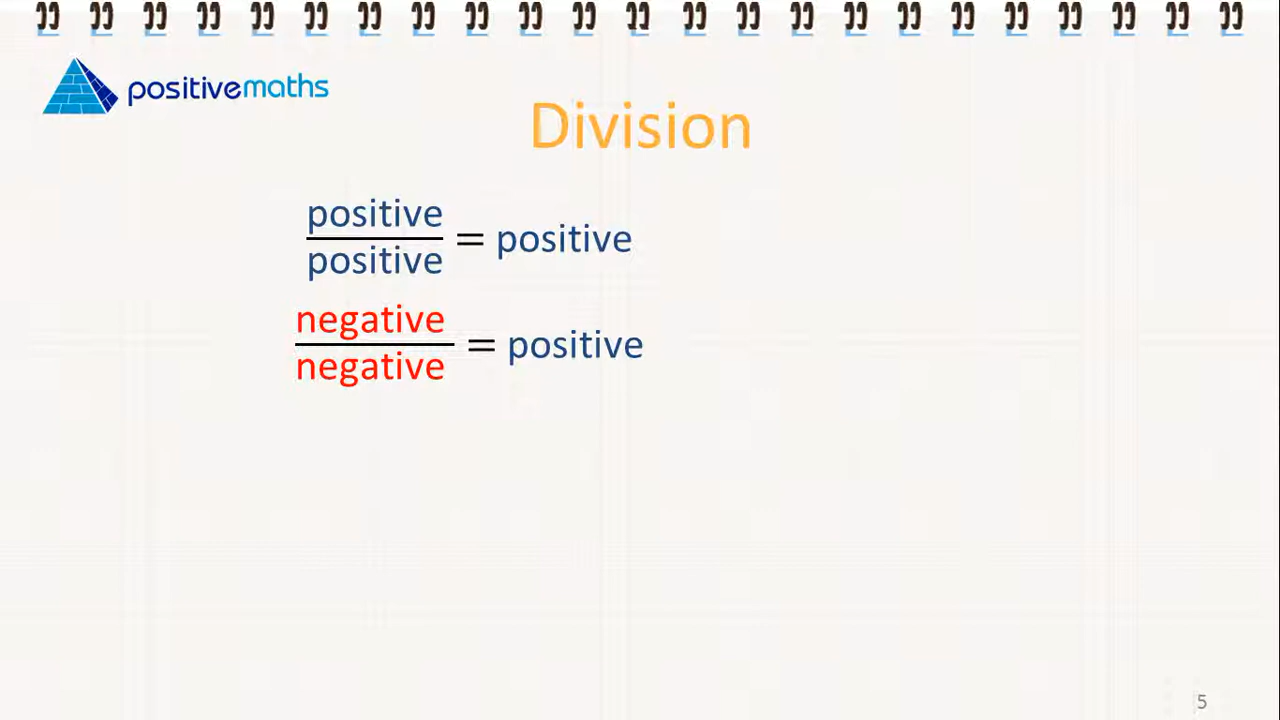 positivemaths
Division
positive
positive
= positive
negative
negative
= positive
5